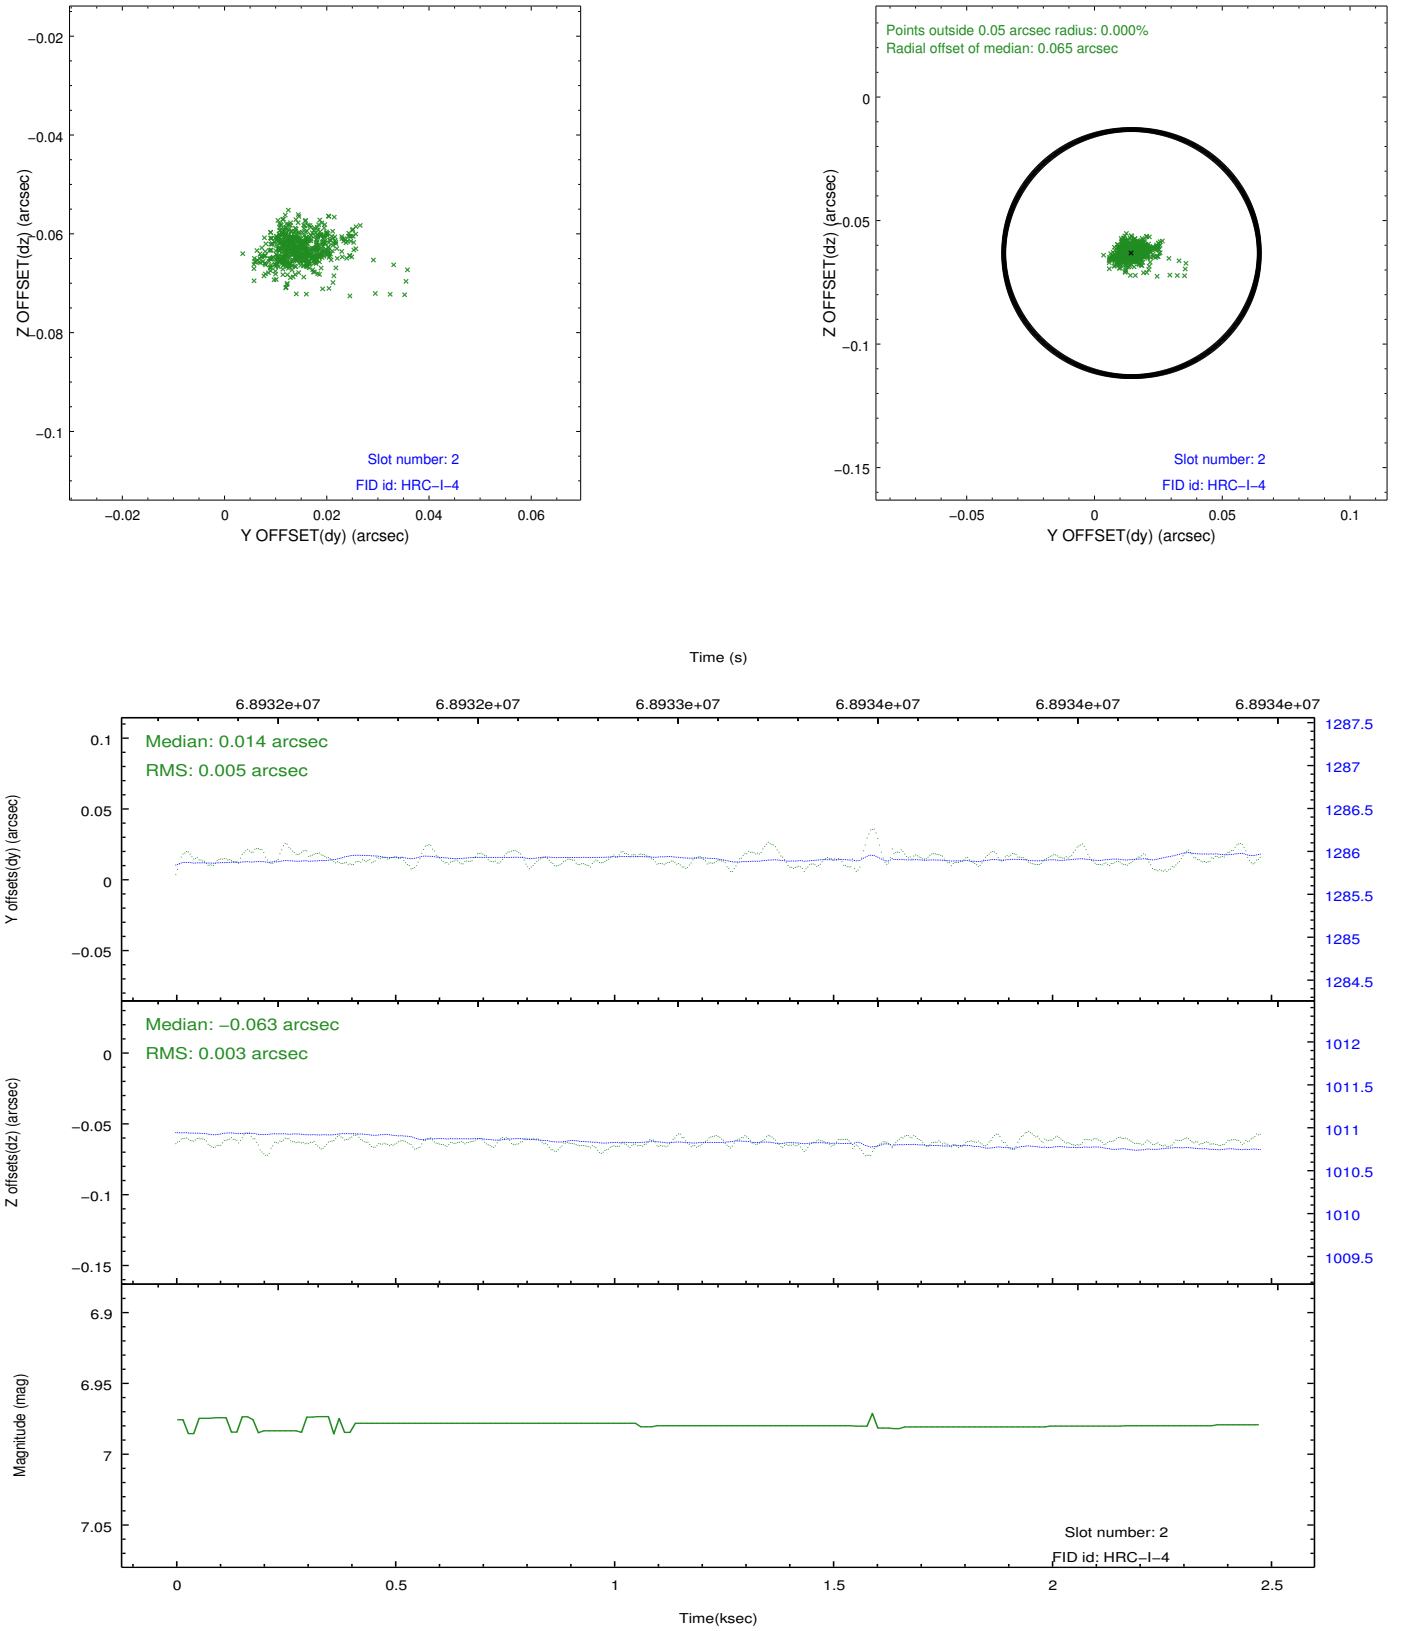 −0.02
−0.04
−0.06
−0.08
−0.1
Z OFFSET(dz) (arcsec)
Slot number: 2
FID id: HRC−I−4
−0.02 0 0.02 0.04 0.06
Y OFFSET(dy) (arcsec)
Points outside 0.05 arcsec radius: 0.000%
Radial offset of median: 0.065 arcsec
0
−0.05
−0.1
−0.15
Z OFFSET(dz) (arcsec)
Slot number: 2
FID id: HRC−I−4
−0.05 0 0.05 0.1
Y OFFSET(dy) (arcsec)
Time (s)
6.8932e+07 6.8932e+07 6.8933e+07 6.8934e+07 6.8934e+07 6.8934e+07
Median: 0.014 arcsec
RMS: 0.005 arcsec
0.1
0.05
0
−0.05
Y offsets(dy) (arcsec)
1287.5
1287
1286.5
1286
1285.5
1285
1284.5
Median: −0.063 arcsec
RMS: 0.003 arcsec
0
−0.05
−0.1
−0.15
Z offsets(dz) (arcsec)
1012
1011.5
1011
1010.5
1010
1009.5
6.9
6.95
7
7.05
Magnitude (mag)
Slot number: 2
FID id: HRC−I−4
0 0.5 1 1.5 2 2.5
Time(ksec)